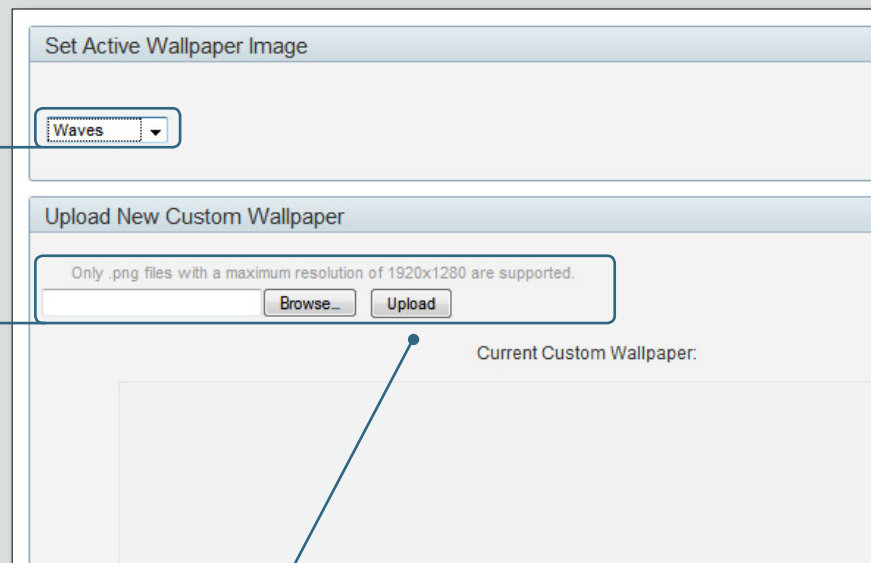 Set Active Wallpaper Image
Waves
Upload New Custom Wallpaper
Only .png files with a maximum resolution of 1920x1280 are supported.
Browse... Upload
Current Custom Wallpaper: